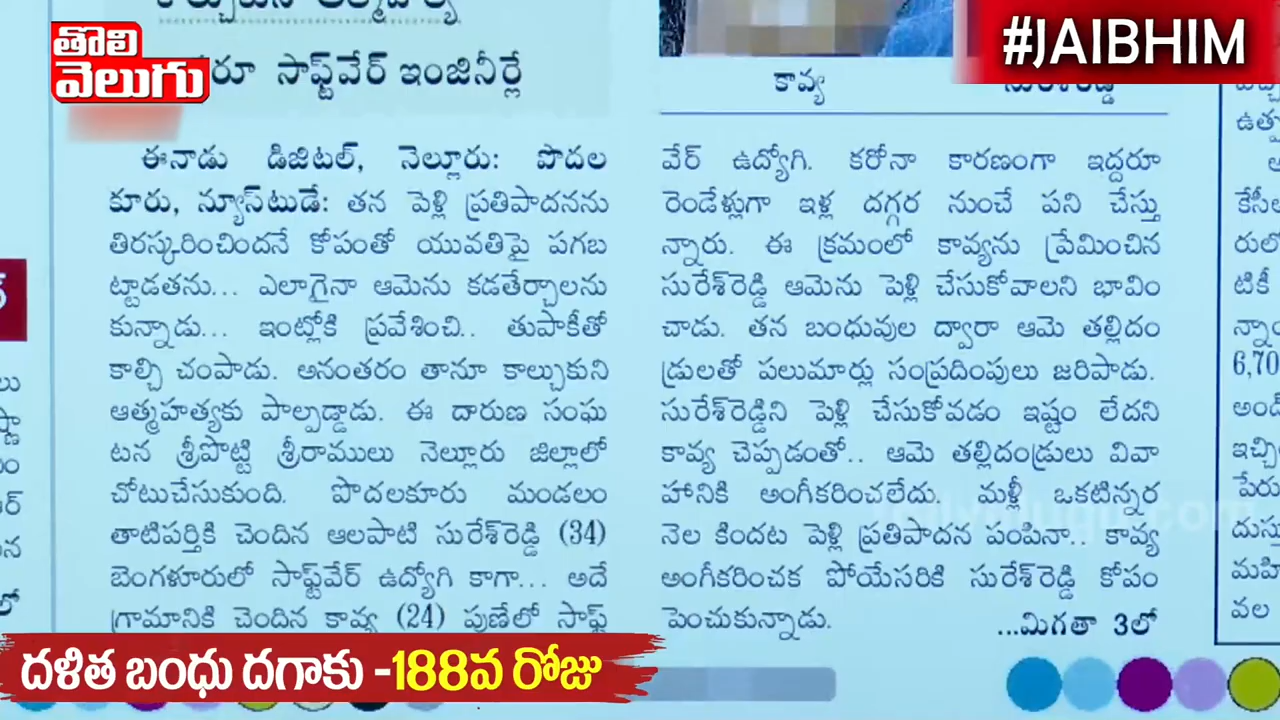 తొలి
వెలుగు
#JAIBHIM
సాఫ్ట్‌వేర్ ఇంజినీర్లే
ఈనాడు డిజిటల్, నెల్లూరు: పొదల
కూరు, న్యూస్‌టుడే: తన పెళ్లి ప్రతిపాదనను
తిరస్కరించిందనే కోపంతో యువతిపై పగబ
ట్టాడతను... ఎలాగైనా ఆమెను కడతేర్చాలను
కున్నాడు... ఇంట్లోకి ప్రవేశించి.. తుపాకీతో
కాల్చి చంపాడు. అనంతరం తానూ కాల్చుకుని
ఆత్మహత్యకు పాల్పడ్డాడు. ఈ దారుణ సంఘ
టన శ్రీపొట్టి శ్రీరాములు నెల్లూరు జిల్లాలో
చోటుచేసుకుంది. పొదలకూరు మండలం
తాటిపర్తికి చెందిన ఆలపాటి సురేశ్‌రెడ్డి (34)
బెంగళూరులో సాఫ్ట్‌వేర్ ఉద్యోగి కాగా... అదే
గ్రామానికి చెందిన కావ్య (24) పుణేలో సాఫ్ట్
కావ్య
సురేశ్‌రెడ్డి
వేర్ ఉద్యోగి. కరోనా కారణంగా ఇద్దరూ
రెండేళ్లుగా ఇళ్ల దగ్గర నుంచే పని చేస్తు
న్నారు. ఈ క్రమంలో కావ్యను ప్రేమించిన
సురేశ్‌రెడ్డి ఆమెను పెళ్లి చేసుకోవాలని భావిం
చాడు. తన బంధువుల ద్వారా ఆమె తల్లిదం
డ్రులతో పలుమార్లు సంప్రదింపులు జరిపాడు.
సురేశ్‌రెడ్డిని పెళ్లి చేసుకోవడం ఇష్టం లేదని
కావ్య చెప్పడంతో.. ఆమె తల్లిదండ్రులు వివా
హానికి అంగీకరించలేదు. మళ్లీ ఒకటిన్నర
నెల కిందట పెళ్లి ప్రతిపాదన పంపినా.. కావ్య
అంగీకరించక పోయేసరికి సురేశ్‌రెడ్డి కోపం
పెంచుకున్నాడు.
...మిగతా 3లో
6,70
దళిత బంధు దగాకు -188వ రోజు